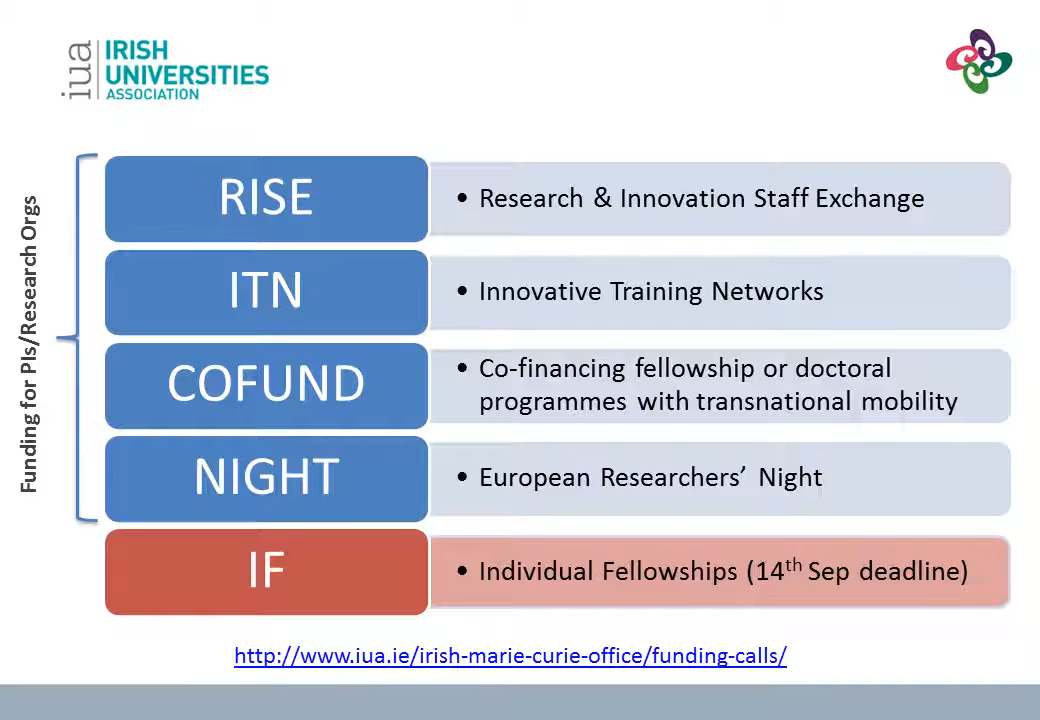 iua
IRISH
UNIVERSITIES
ASSOCIATION
Funding for PIs/Research Orgs
RISE
• Research & Innovation Staff Exchange
ITN
• Innovative Training Networks
COFUND
• Co-financing fellowship or doctoral
programmes with transnational mobility
NIGHT
• European Researchers’ Night
IF
• Individual Fellowships (14th Sep deadline)
http://www.iua.ie/irish-marie-curie-office/funding-calls/